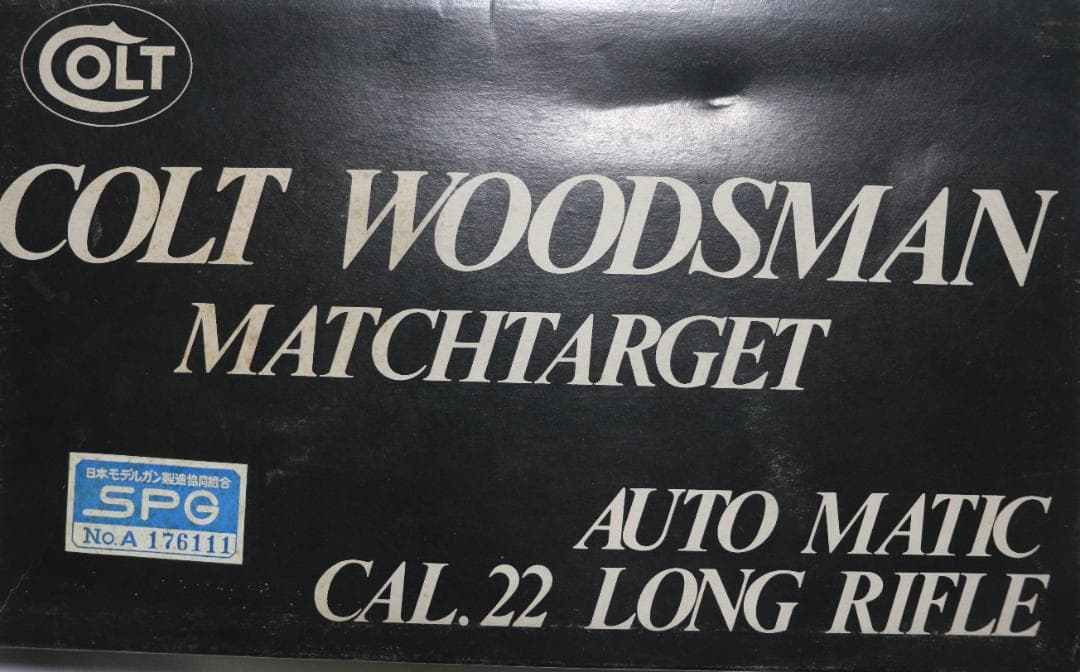 COLT
COLT WOODSMAN
MATCHTARGET
日本モデルガン製造協同組合
SPG
No. A 176111
AUTO MATIC
CAL. 22 LONG RIFLE